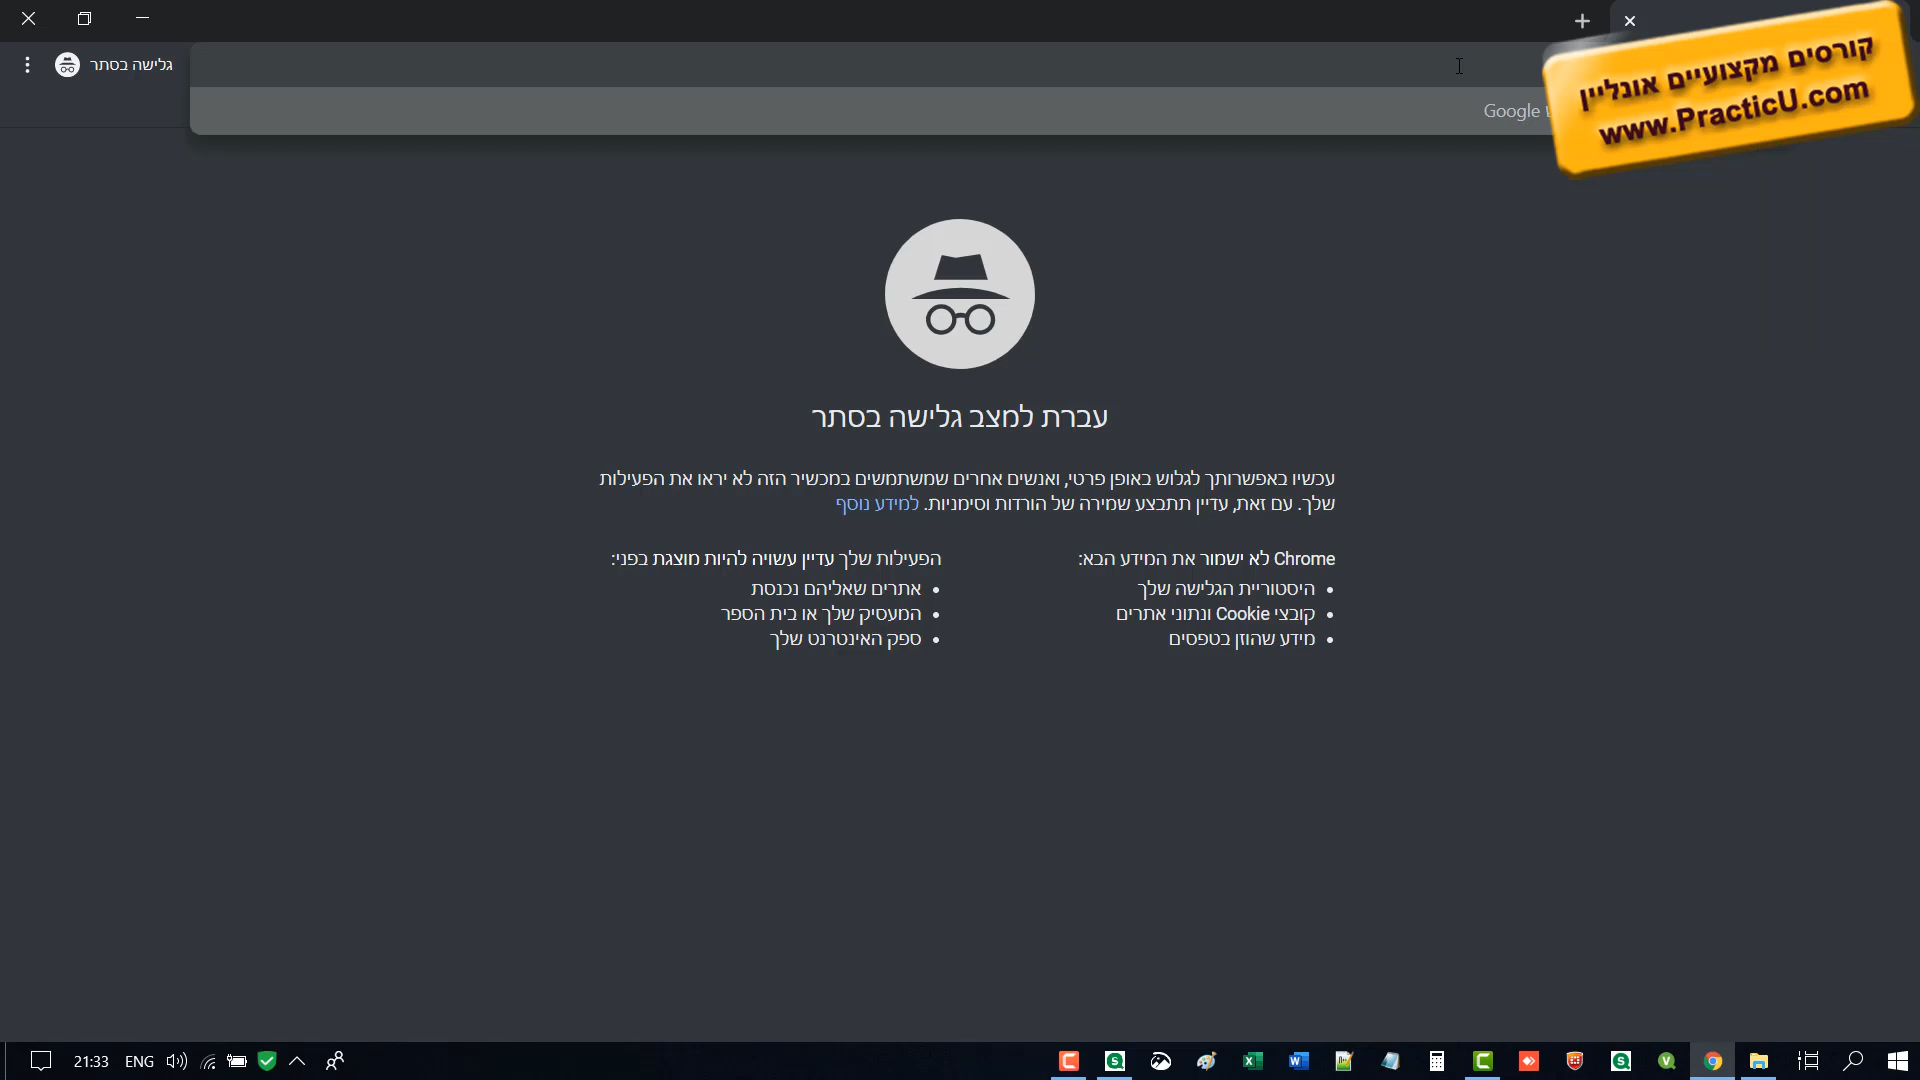 קורסים מקצועיים אונליין
www.PracticU.com
גלישה בסתר
Google
עברת למצב גלישה בסתר
עכשיו באפשרותך לגלוש באופן פרטי, ואנשים אחרים שמשתמשים במכשיר הזה לא יראו את הפעילות
שלך. עם זאת, עדיין תתבצע שמירה של הורדות וסימניות. למידע נוסף
Chrome לא ישמור את המידע הבא:
היסטוריית הגלישה שלך
קובצי Cookie ונתוני אתרים
מידע שהוזן בטפסים
הפעילות שלך עדיין עשויה להיות מוצגת בפני:
אתרים שאליהם נכנסת
המעסיק שלך או בית הספר
ספק האינטרנט שלך
21:33 ENG